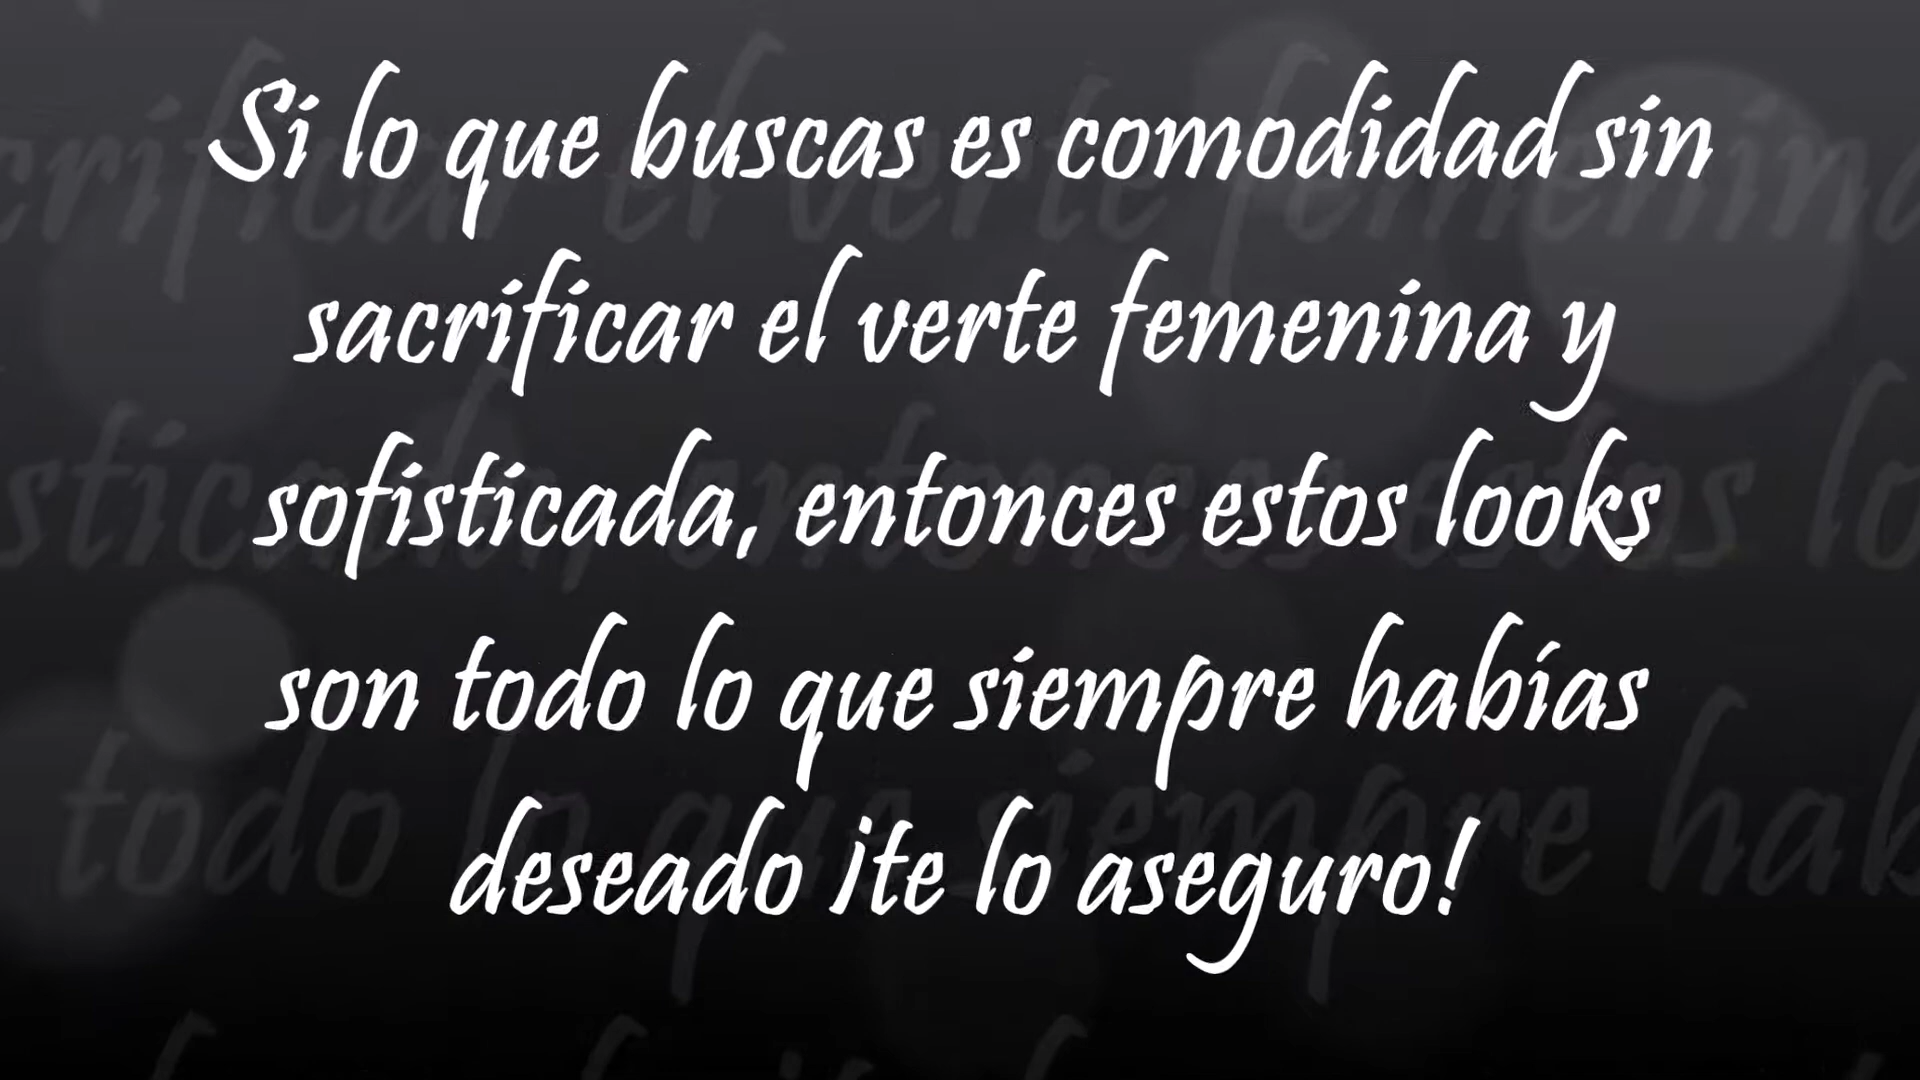 Si lo que buscas es comodidad sin
sacrificar el verte femenina y
sofisticada, entonces estos looks
son todo lo que siempre habías
deseado ¡te lo aseguro!